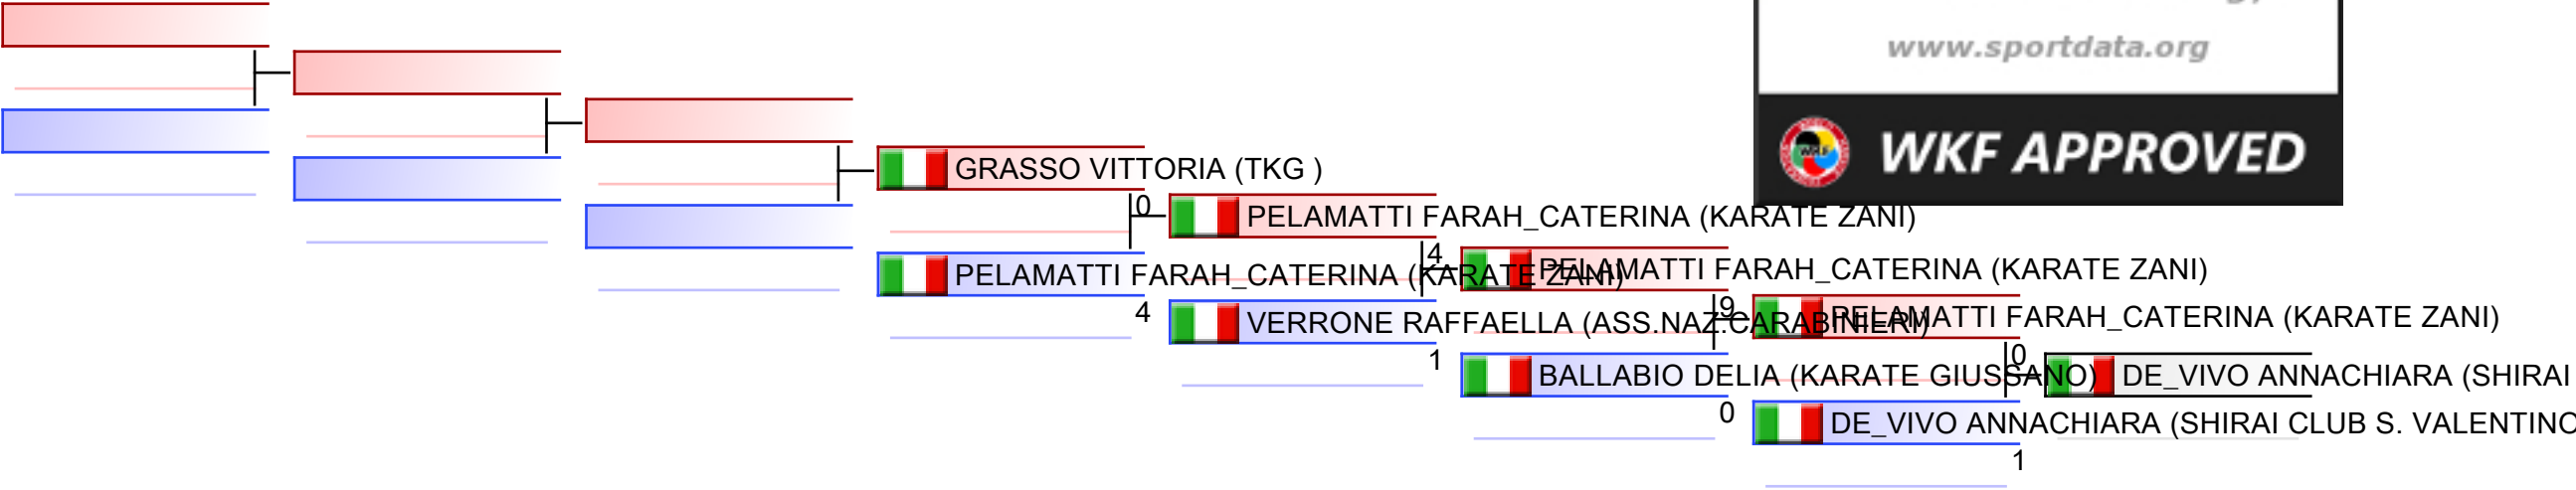 www.sportdata.org
WKF APPROVED
GRASSO VITTORIA (TKG )
0
PELAMATTI FARAH_CATERINA (KARATE ZANI)
4
PELAMATTI FARAH_CATERINA (KARATE ZANI)
PELAMATTI FARAH_CATERINA (KARATE ZANI)
4
9
VERRONE RAFFAELLA (ASS.NAZ.CARABINIERI)
PELAMATTI FARAH_CATERINA (KARATE ZANI)
1
0
BALLABIO DELIA (KARATE GIUSSANO)
DE_VIVO ANNACHIARA (SHIRAI
0
DE_VIVO ANNACHIARA (SHIRAI CLUB S. VALENTINO
1